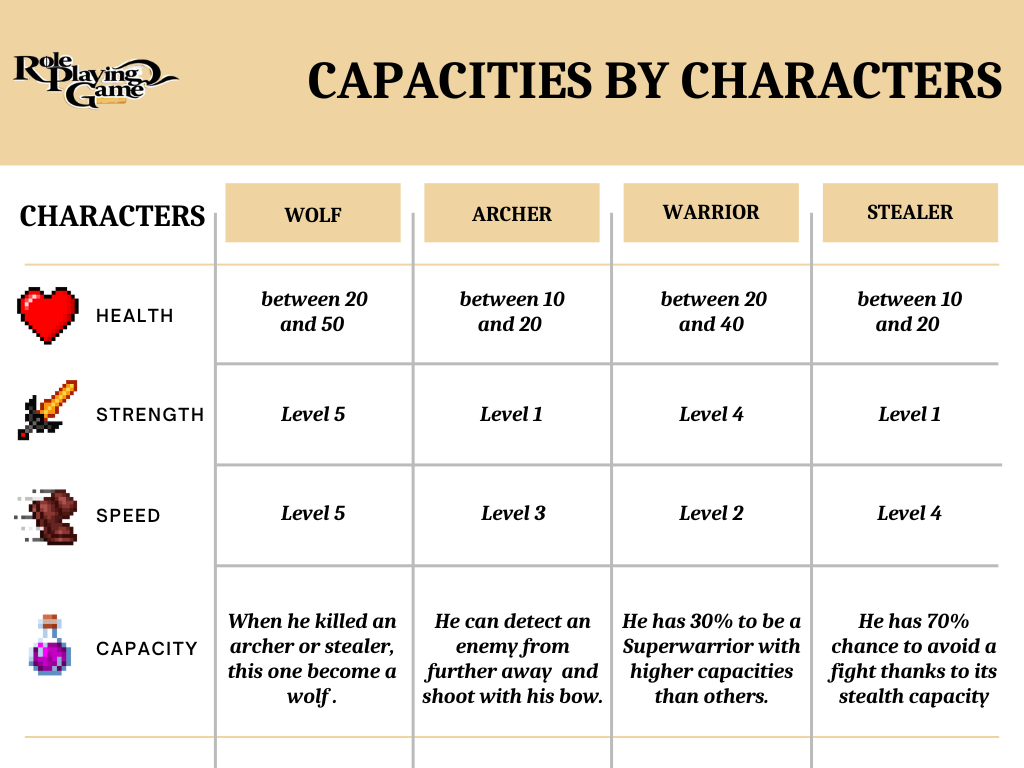 Role
Playing
Game
CAPACITIES BY CHARACTERS
CHARACTERS
WOLF
ARCHER
WARRIOR
STEALER
HEALTH
between 20
and 50
between 10
and 20
between 20
and 40
between 10
and 20
STRENGTH
Level 5
Level 1
Level 4
Level 1
SPEED
Level 5
Level 3
Level 2
Level 4
CAPACITY
When he killed an
archer or stealer,
this one become a
wolf .
He can detect an
enemy from
further away  and
shoot with his bow.
He has 30% to be a
Superwarrior with
higher capacities
than others.
He has 70%
chance to avoid a
fight thanks to its
stealth capacity